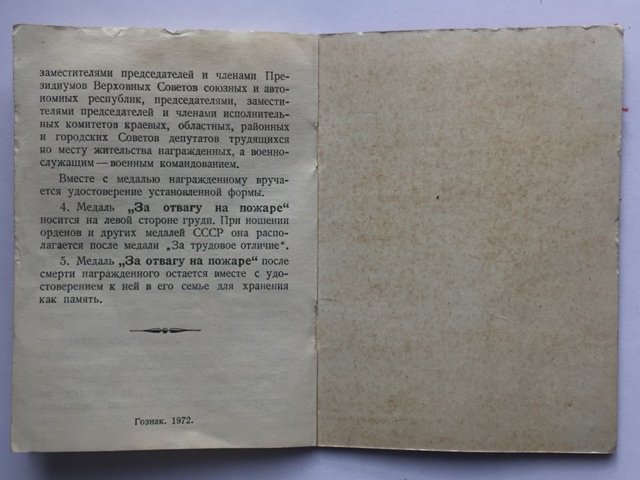 заместителями председателей и членами Пре-
зидиумов Верховных Советов союзных и авто-
иомных республик, председателями, замести-
телями председателей и членами исполнитель-
ных комитетов краевых, областных, районных
и городских Советов депутатов трудящихся
по месту жительства награжденных, а военно-
служащим — военным командованием.
Вместе с медалью награжденному вруча-
ется удостоверение установленной формы.
4. Медаль „За отвагу на пожаре“
носится на левой стороне груди. При ношении
орденов и других медалей СССР она распо-
лагается после медали „За трудовое отличие“.
5. Медаль „За отвагу на пожаре“ после
смерти награжденного остается вместе с удо-
стоверением к ней в его семье для хранения
как память.
Гознак. 1972.